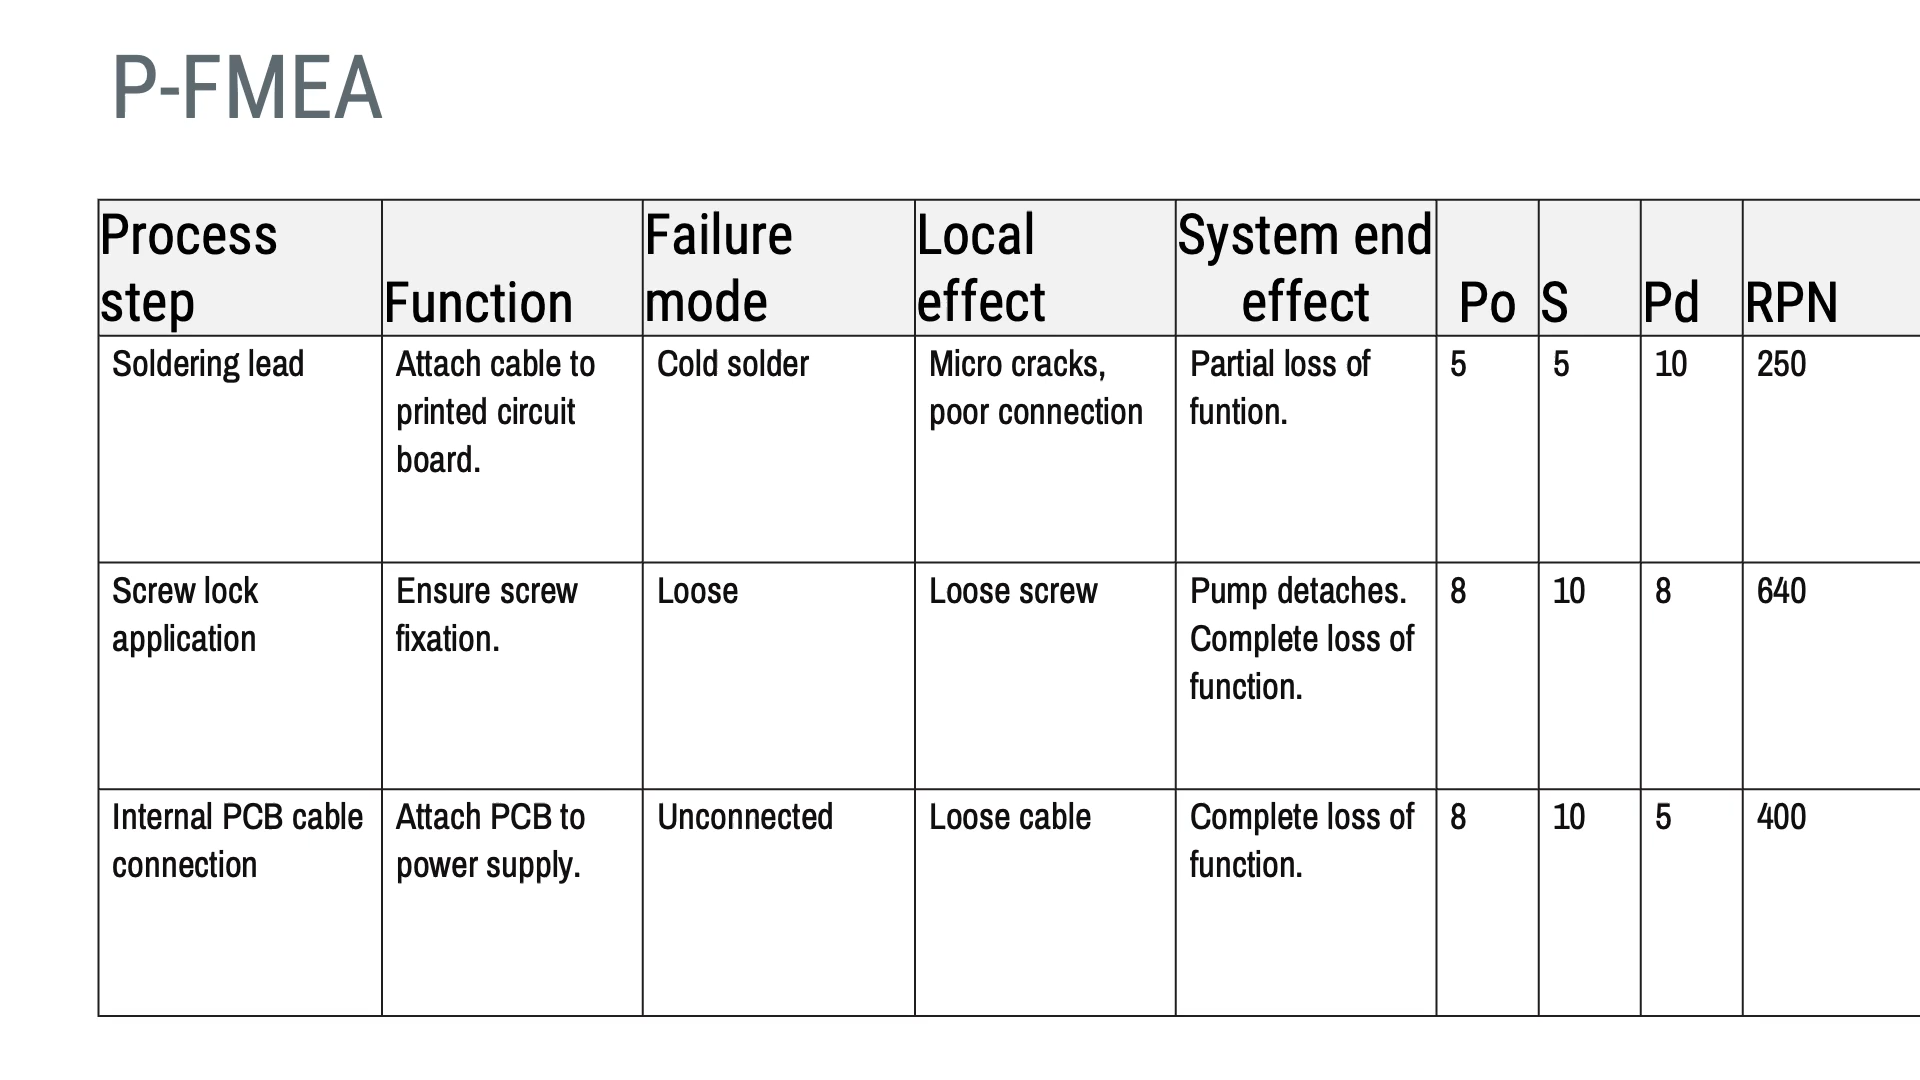 P-FMEA
Process
step
Function
Failure
mode
Local
effect
System end
effect
Po
S
Pd
RPN
Soldering lead
Attach cable to
printed circuit
board.
Cold solder
Micro cracks,
poor connection
Partial loss of
funtion.
5
5
10
250
Screw lock
application
Ensure screw
fixation.
Loose
Loose screw
Pump detaches.
Complete loss of
function.
8
10
8
640
Internal PCB cable
connection
Attach PCB to
power supply.
Unconnected
Loose cable
Complete loss of
function.
8
10
5
400